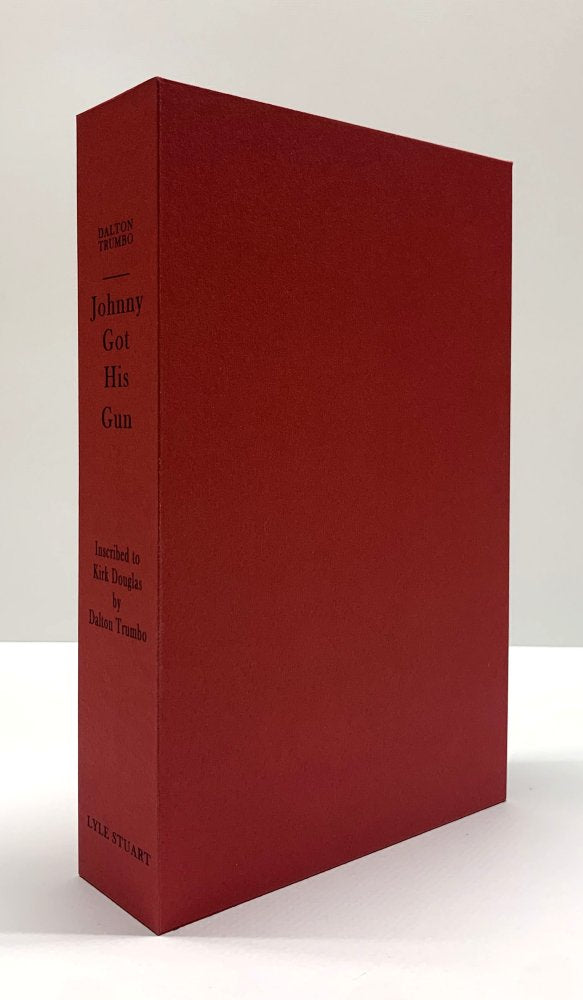 DALTON
TRUMBO
Johnny
Got
His
Gun
Inscribed to
Kirk Douglas
by
Dalton Trumbo
LYLE STUART